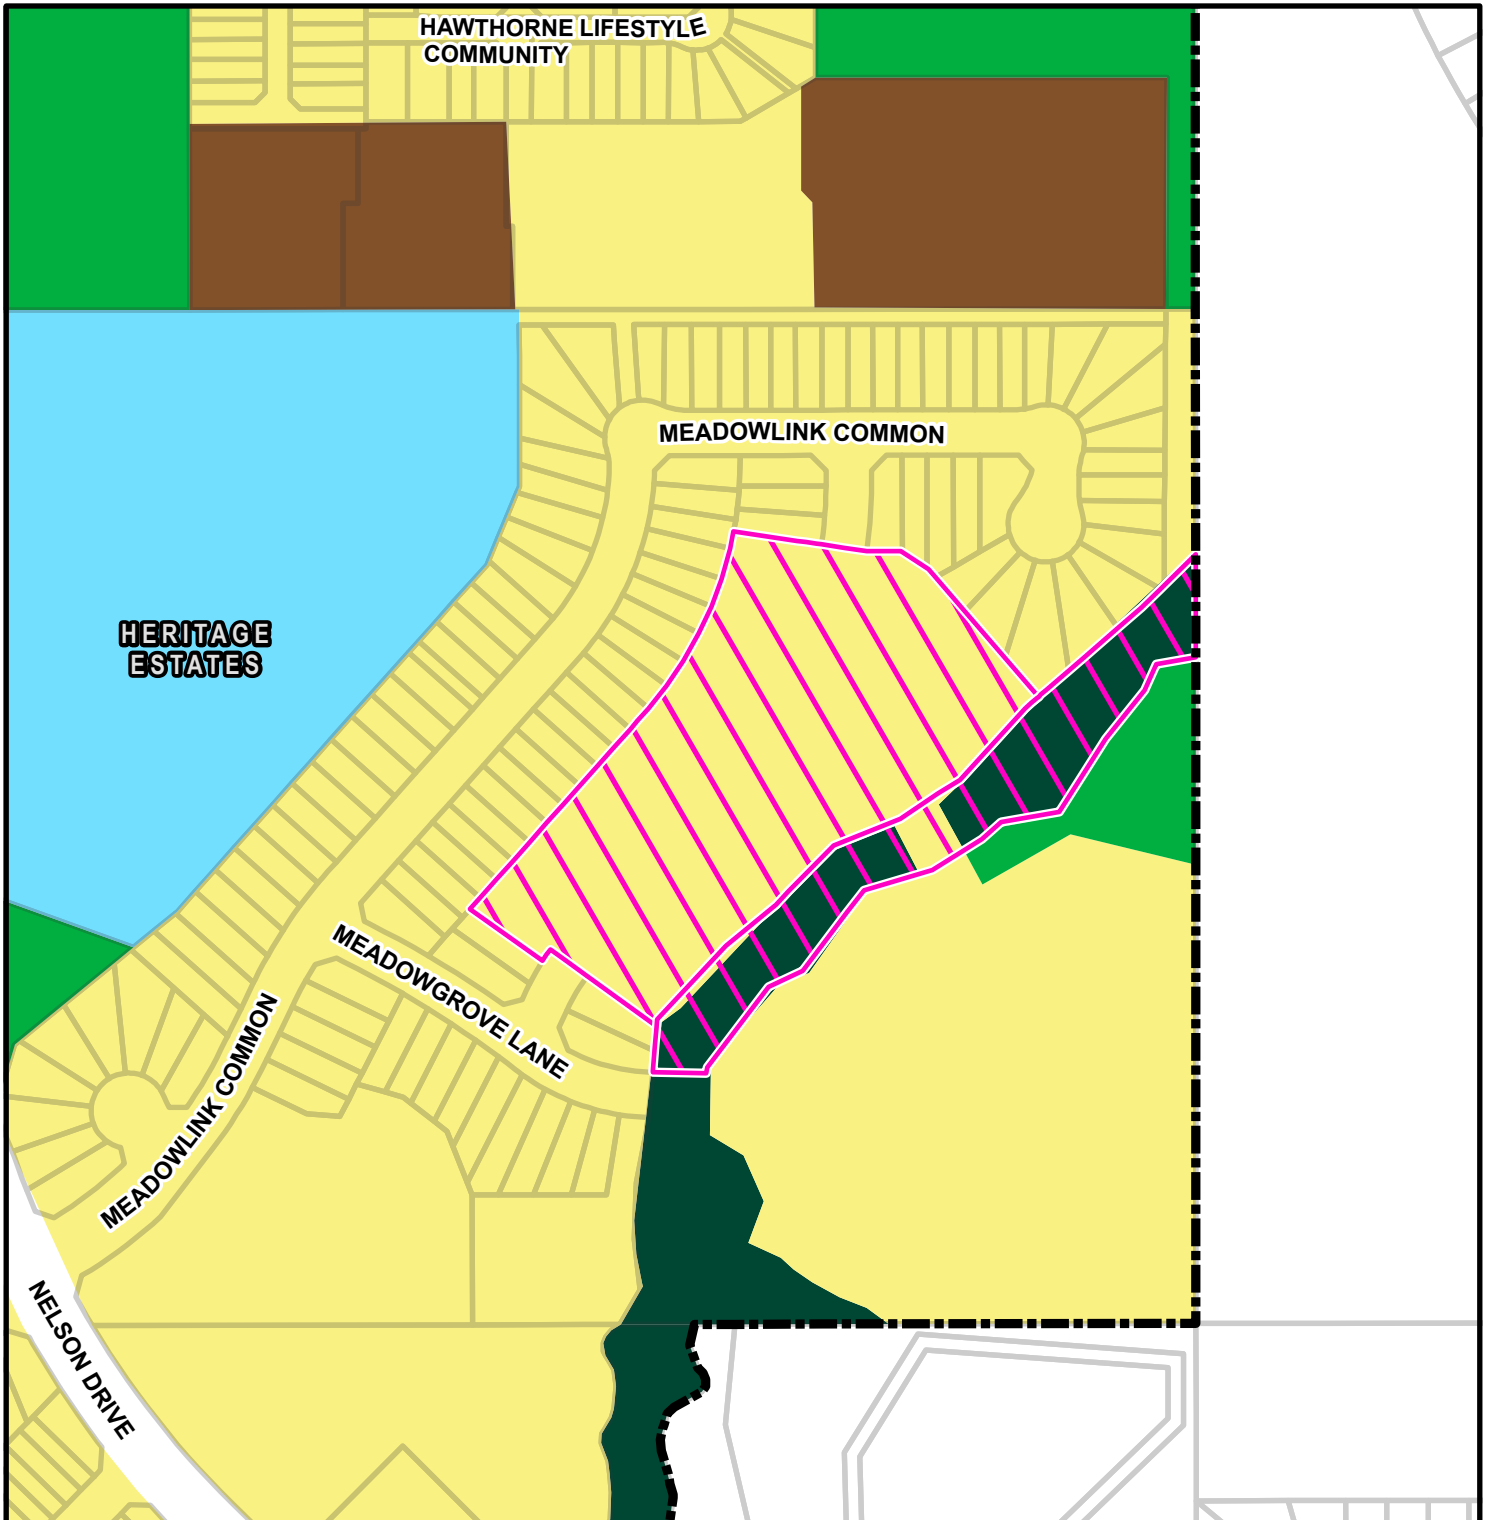 HAWTHORNE LIFESTYLE
COMMUNITY
MEADOWLINK COMMON
HERITAGE
ESTATES
MEADOWGROVE LANE
MEADOWLINK COMMON
NELSON DRIVE